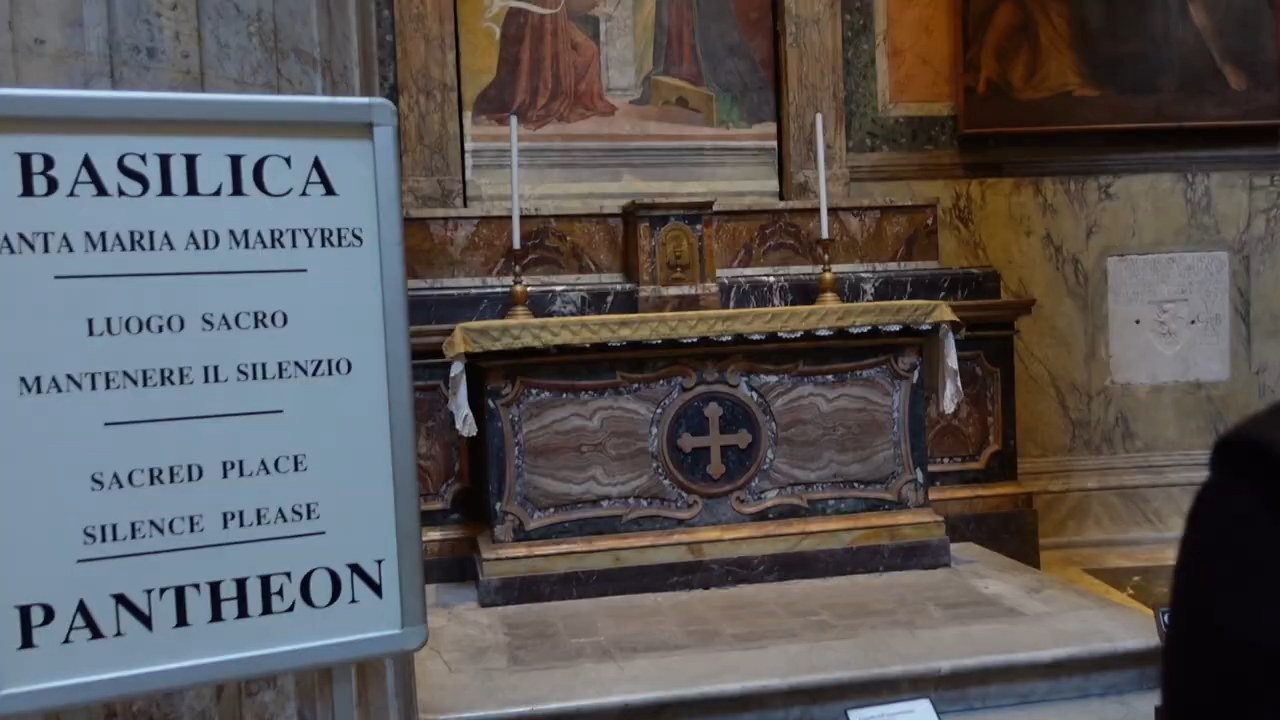 BASILICA
ANTA MARIA AD MARTYRES
LUOGO SACRO
MANTENERE IL SILENZIO
SACRED PLACE
SILENCE PLEASE
PANTHEON